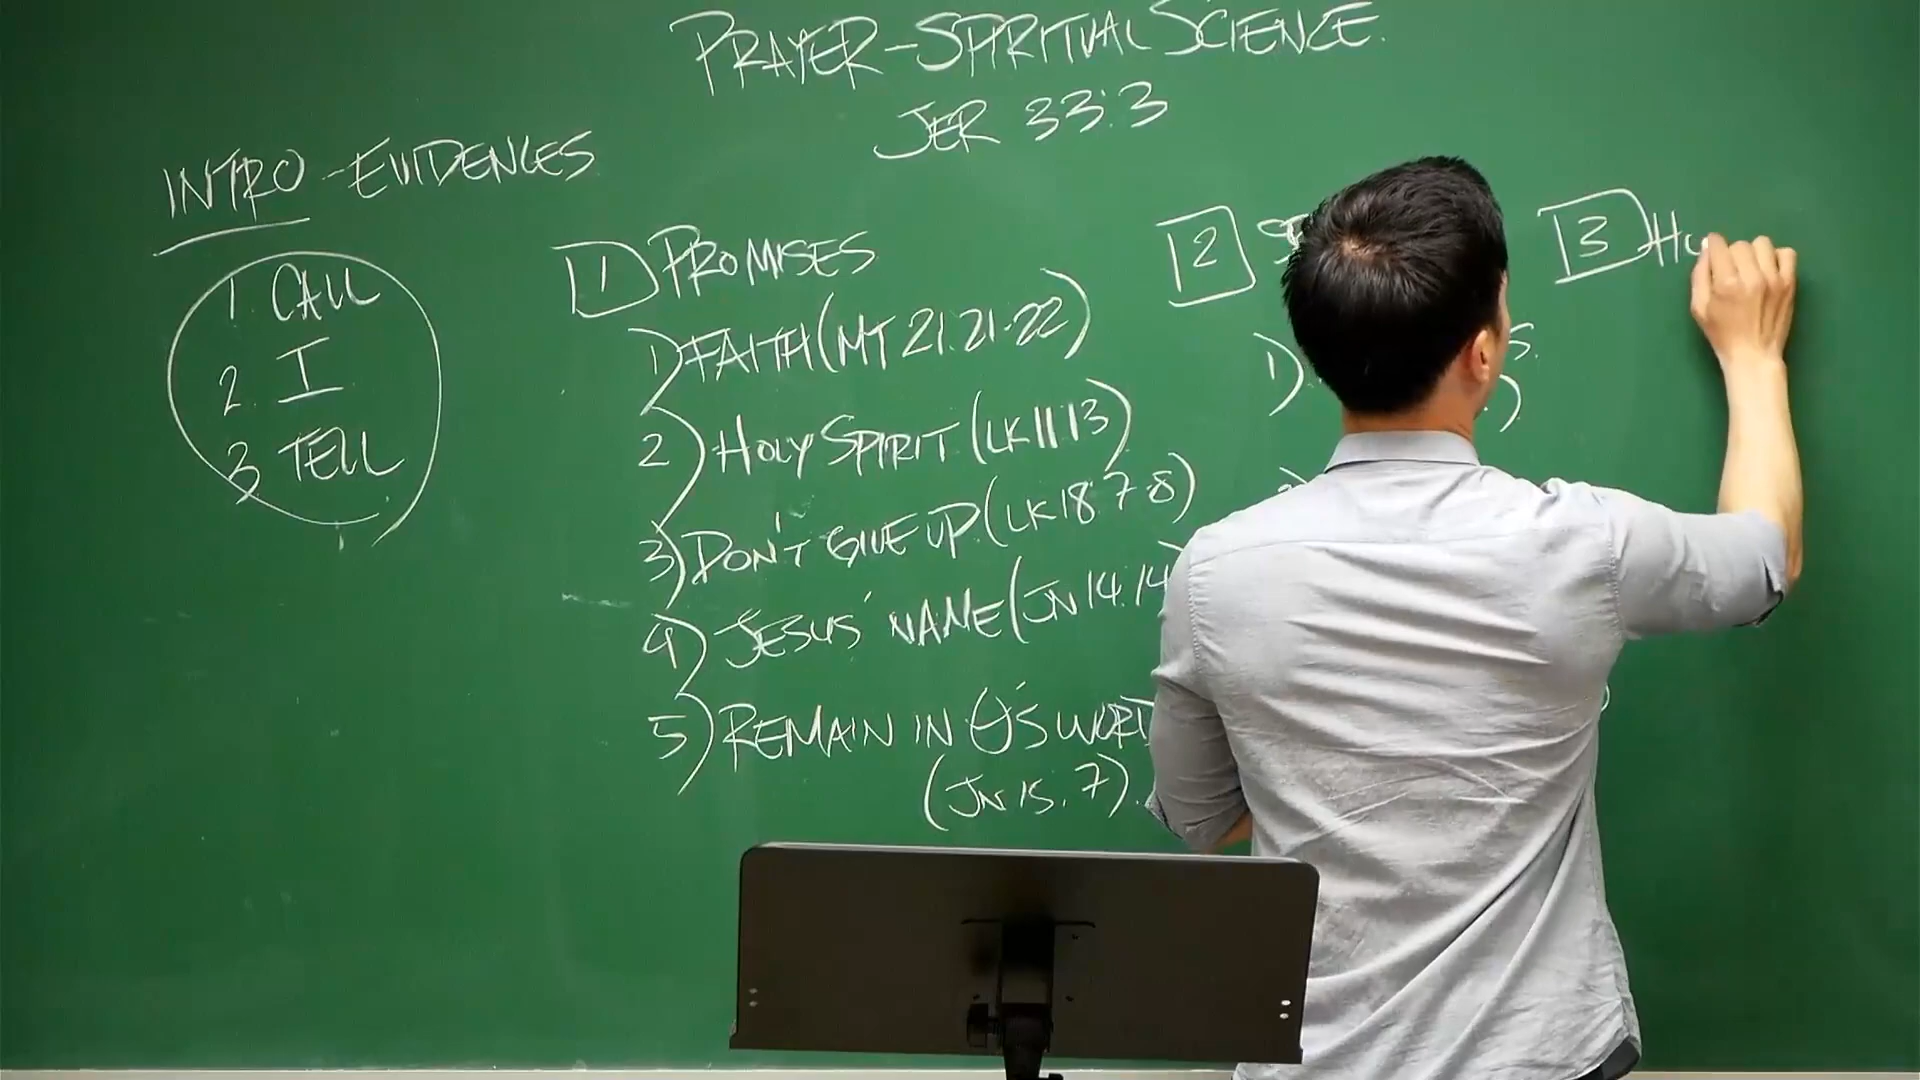 PRAYER - SPIRITUAL SCIENCE.
JER 33:3
INTRO - EVIDENCES
1. CALL
2. I
3 TELL
1 PROMISES
1) FAITH (MT 21:21-22)
2) HOLY SPIRIT (LK 11:13)
3) DON'T GIVE UP (LK 18:7-8)
4) JESUS' NAME (JN 14:14
5) REMAIN IN θ'S WORD
(JN 15:7).
2
1)
3